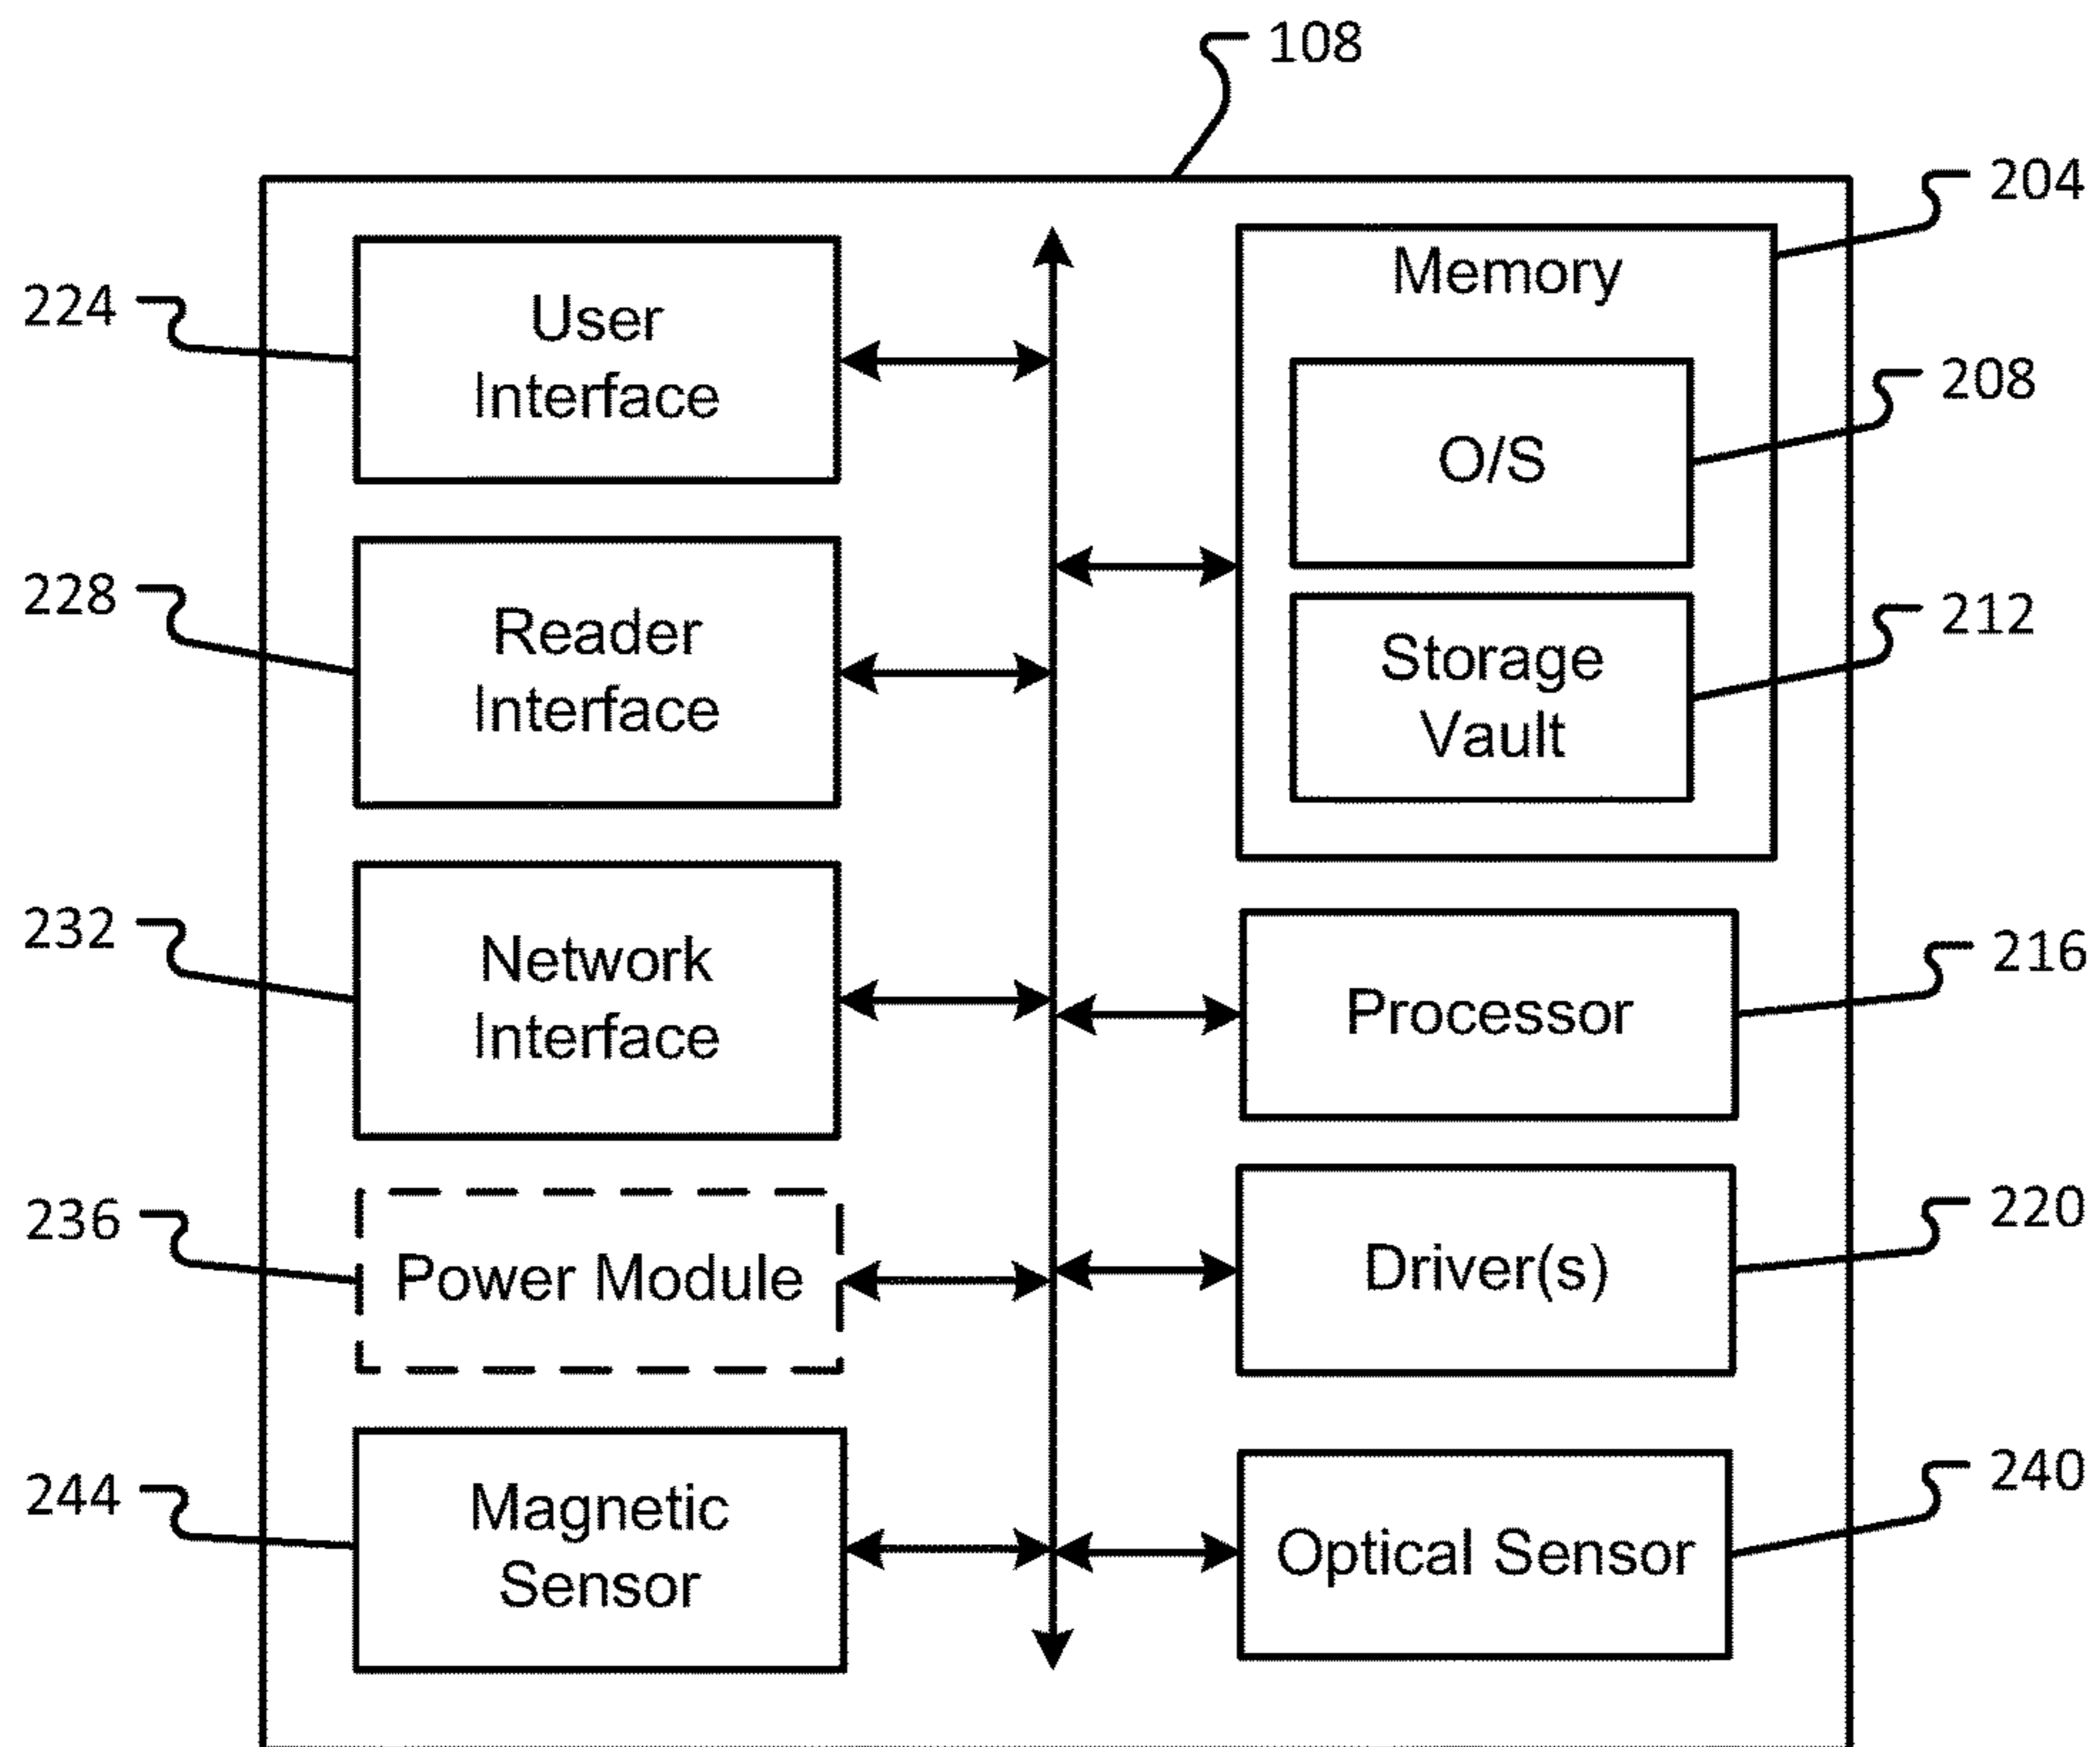 108
204
Memory
224
User
Interface
208
O/S
228
Reader
Interface
212
Storage
Vault
232
Network
Interface
216
Processor
236
Power Module
220
Driver(s)
244
Magnetic
Sensor
240
Optical Sensor